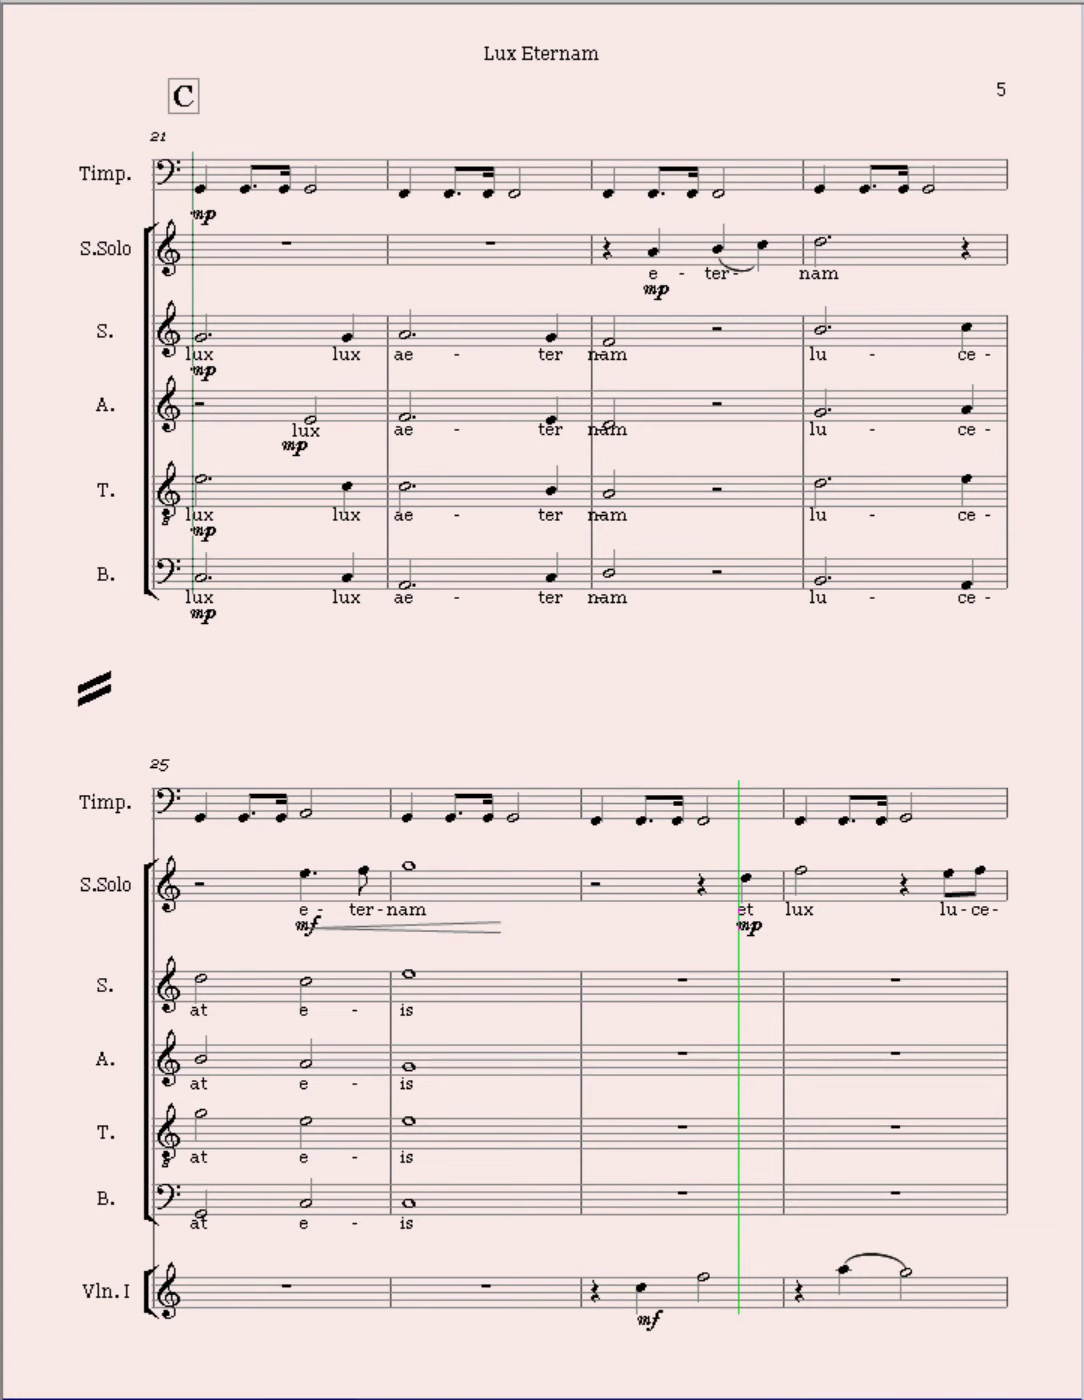 Lux Eternam
C
5
21
Timp.
mp
S.Solo
e - ter- nam
mp
S.
lux lux ae - ter nam lu - ce -
mp
A.
lux ae - ter nam lu - ce -
mp
T.
lux lux ae - ter nam lu - ce -
mp
B.
lux lux ae - ter nam lu - ce -
mp
25
Timp.
S.Solo
e - ter - nam et lux lu - ce -
mf mp
S.
at e - is
A.
at e - is
T.
at e - is
B.
at e - is
Vln. I
mf